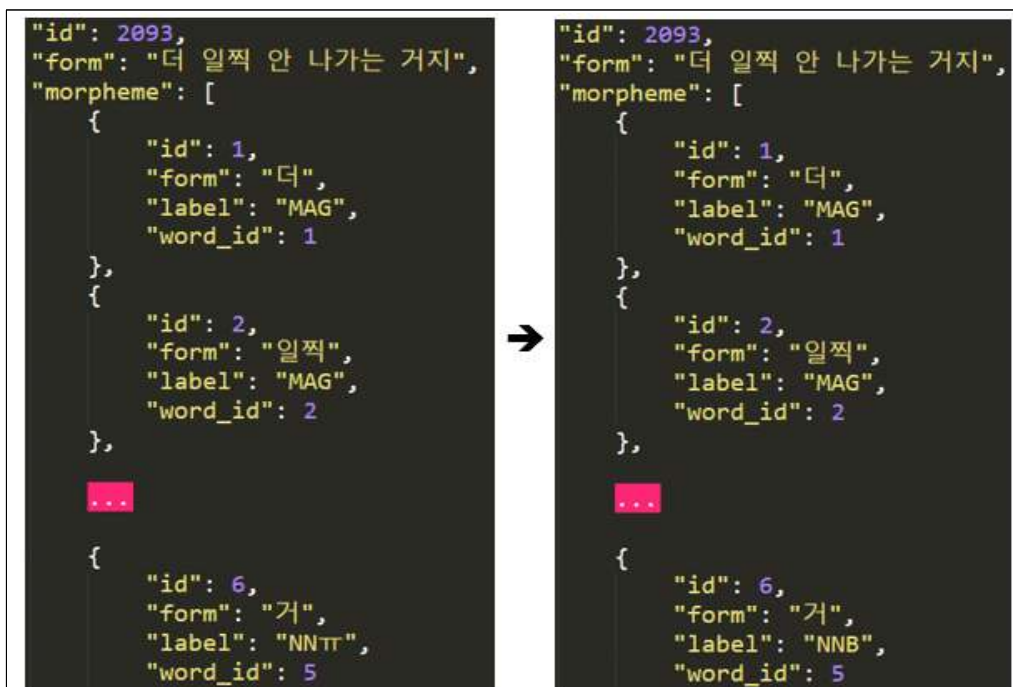 "id": 2093,
"form": "더 일찍 안 나가는 거지",
"morpheme": [
{
"id": 1,
"form": "더",
"label": "MAG",
"word_id": 1
},
{
"id": 2,
"form": "일찍",
"label": "MAG",
"word_id": 2
},
...
{
"id": 6,
"form": "거",
"label": "NNㅠ",
"word_id": 5
➔
"id": 2093,
"form": "더 일찍 안 나가는 거지",
"morpheme": [
{
"id": 1,
"form": "더",
"label": "MAG",
"word_id": 1
},
{
"id": 2,
"form": "일찍",
"label": "MAG",
"word_id": 2
},
...
{
"id": 6,
"form": "거",
"label": "NNB",
"word_id": 5